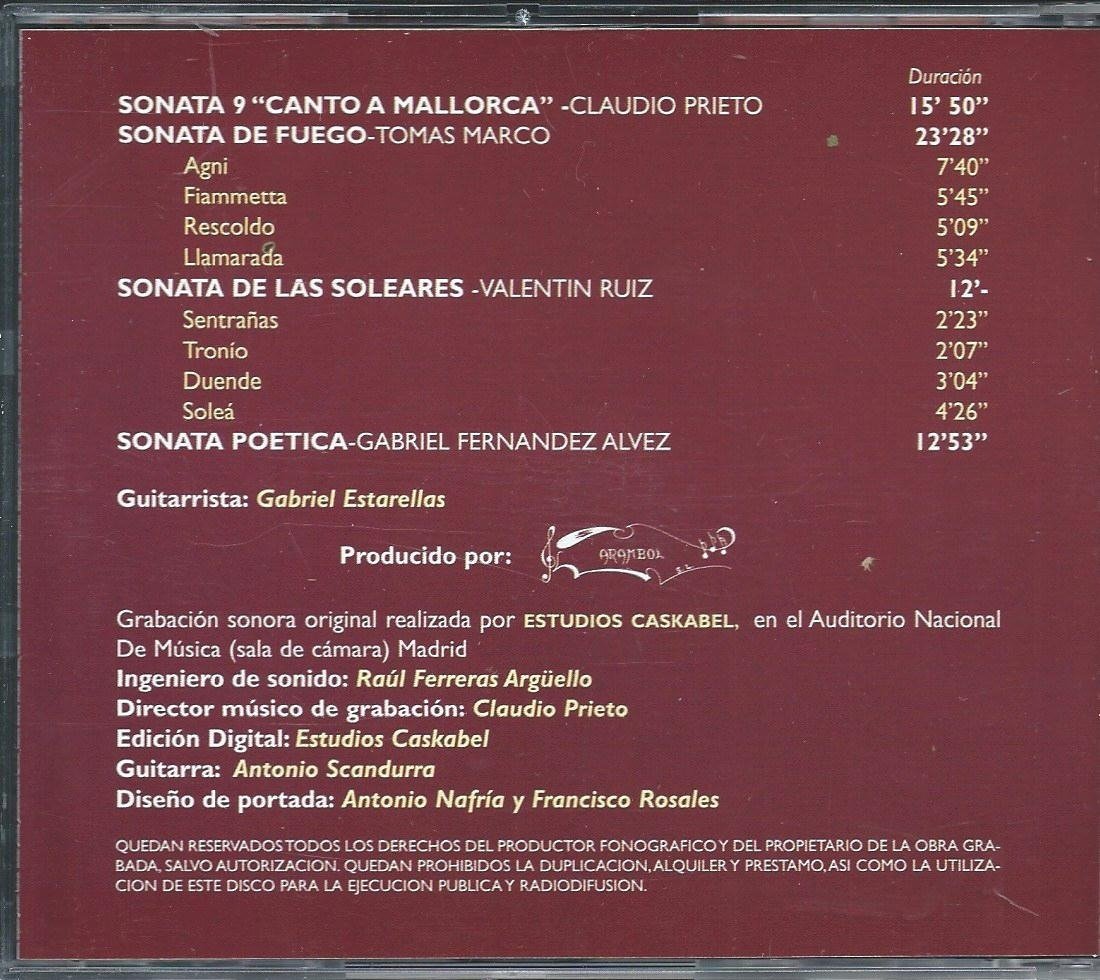 Duración
SONATA 9 “CANTO A MALLORCA” -CLAUDIO PRIETO 15’ 50”
SONATA DE FUEGO-TOMAS MARCO 23’28”
Agni 7’40”
Fiammetta 5’45”
Rescoldo 5’09”
Llamarada 5’34”
SONATA DE LAS SOLEARES -VALENTIN RUIZ 12’-
Sentrañas 2’23”
Tronío 2’07”
Duende 3’04”
Soleá 4’26”
SONATA POETICA-GABRIEL FERNANDEZ ALVEZ 12’53”
Guitarrista: Gabriel Estarellas
Producido por: ARAMBOL S.L.
Grabación sonora original realizada por ESTUDIOS CASKABEL, en el Auditorio Nacional
De Música (sala de cámara) Madrid
Ingeniero de sonido: Raúl Ferreras Argüello
Director músico de grabación: Claudio Prieto
Edición Digital: Estudios Caskabel
Guitarra: Antonio Scandurra
Diseño de portada: Antonio Nafría y Francisco Rosales
QUEDAN RESERVADOS TODOS LOS DERECHOS DEL PRODUCTOR FONOGRAFICO Y DEL PROPIETARIO DE LA OBRA GRA-
BADA, SALVO AUTORIZACION. QUEDAN PROHIBIDOS LA DUPLICACION, ALQUILER Y PRESTAMO, ASI COMO LA UTILIZA-
CION DE ESTE DISCO PARA LA EJECUCION PUBLICA Y RADIODIFUSION.